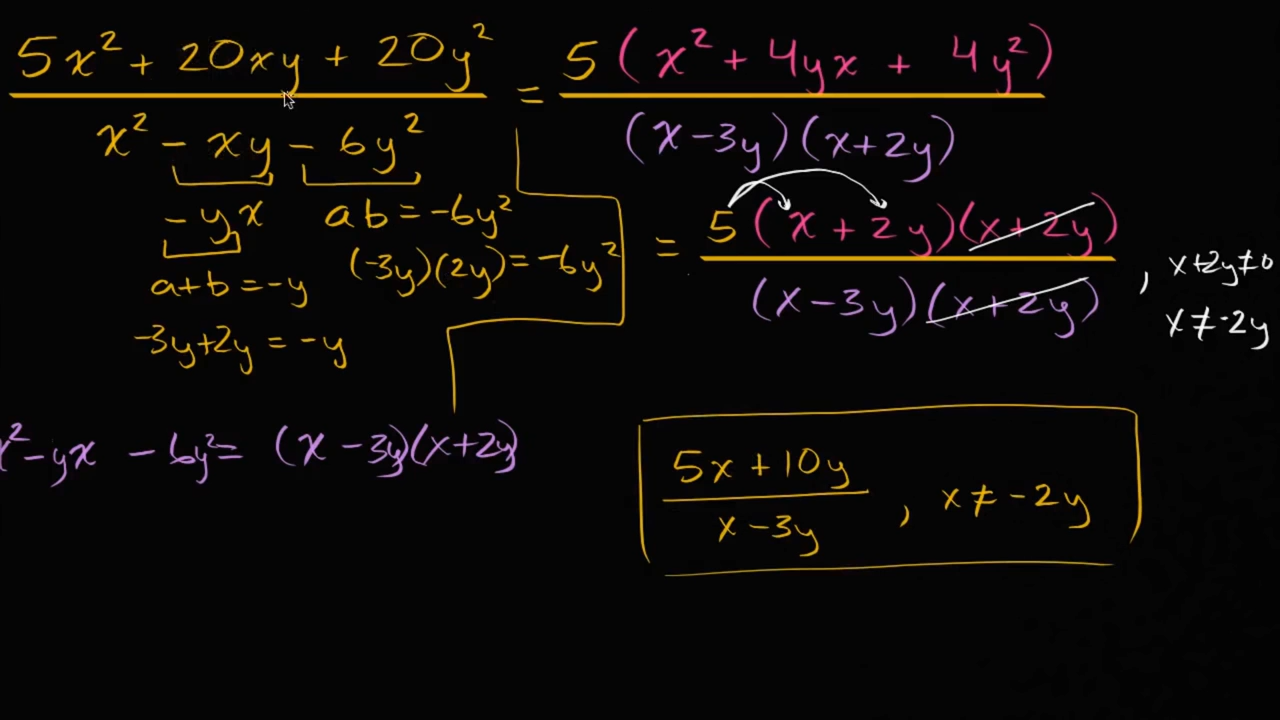 5x² + 20xy + 20y² = 5(x² + 4yx + 4y²)
x² - xy - 6y² (x-3y)(x+2y)
-yx ab = -6y² = 5(x+2y)(x+2y)
a+b = -y (-3y)(2y) = -6y² (x-3y)(x+2y) , x+2y≠0
-3y+2y = -y x≠-2y
x² - yx - 6y² = (x-3y)(x+2y)
5x+10y
x-3y , x≠-2y